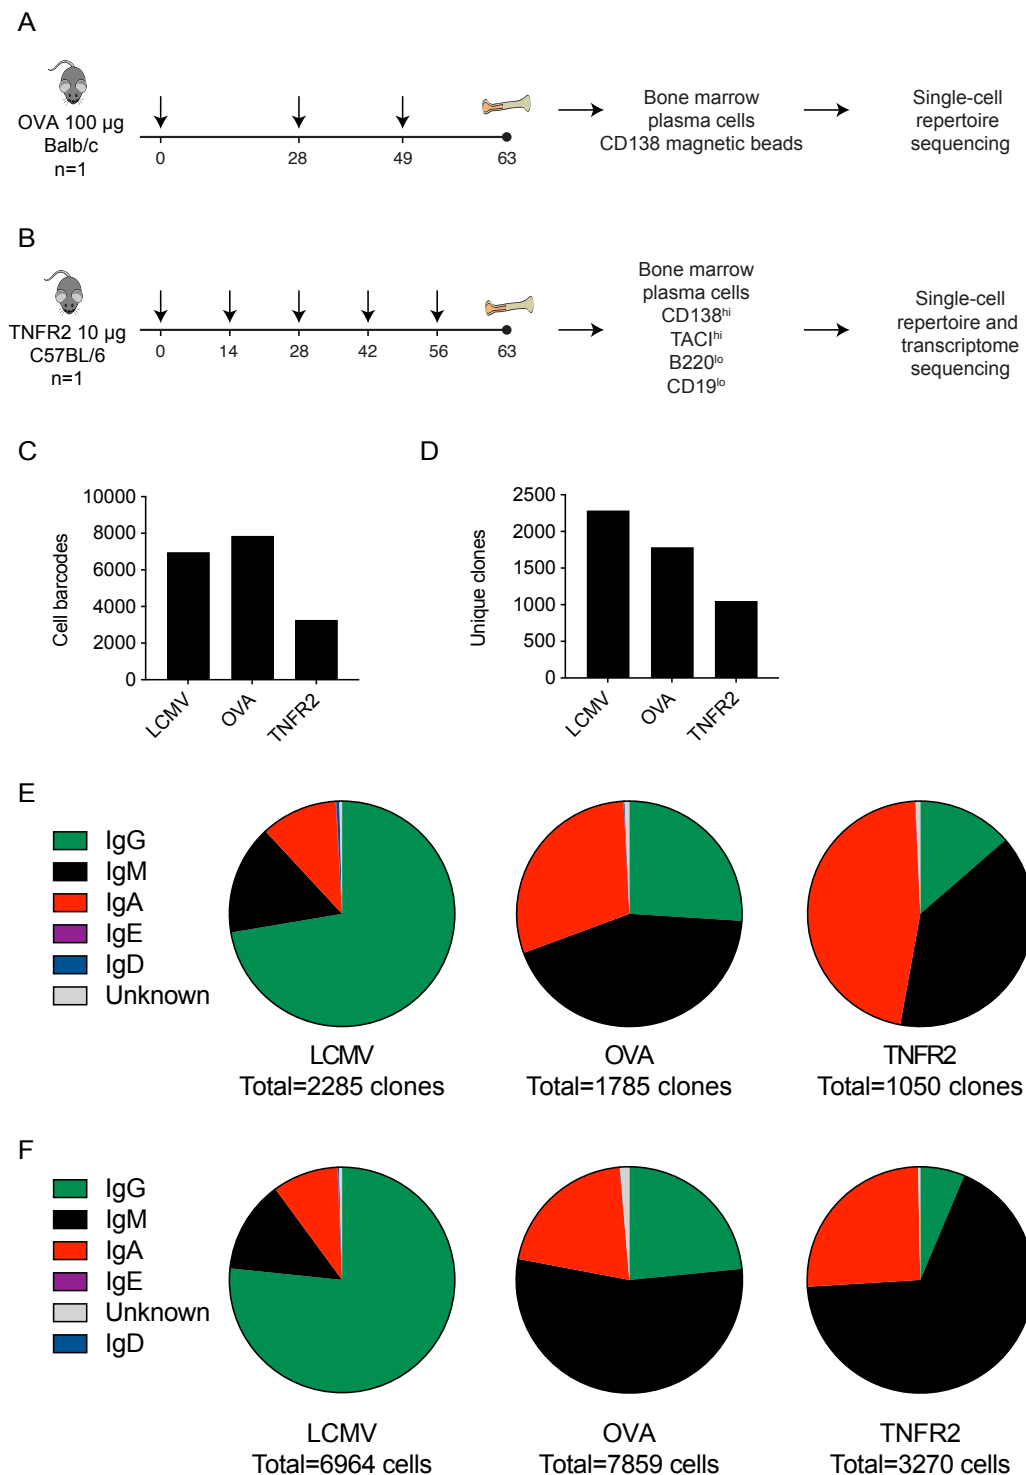 A
OVA 100 µg
Balb/c
n=1
0 28 49 63
Bone marrow
plasma cells
CD138 magnetic beads
Single-cell
repertoire
sequencing
B
TNFR2 10 µg
C57BL/6
n=1
0 14 28 42 56 63
Bone marrow
plasma cells
CD138hi
TACIhi
B220lo
CD19lo
Single-cell
repertoire and
transcriptome
sequencing
C
Cell barcodes
10000
8000
6000
4000
2000
0
LCMV OVA TNFR2
D
Unique clones
2500
2000
1500
1000
500
0
LCMV OVA TNFR2
E
IgG
IgM
IgA
IgE
IgD
Unknown
LCMV
Total=2285 clones
OVA
Total=1785 clones
TNFR2
Total=1050 clones
F
IgG
IgM
IgA
IgE
Unknown
IgD
LCMV
Total=6964 cells
OVA
Total=7859 cells
TNFR2
Total=3270 cells